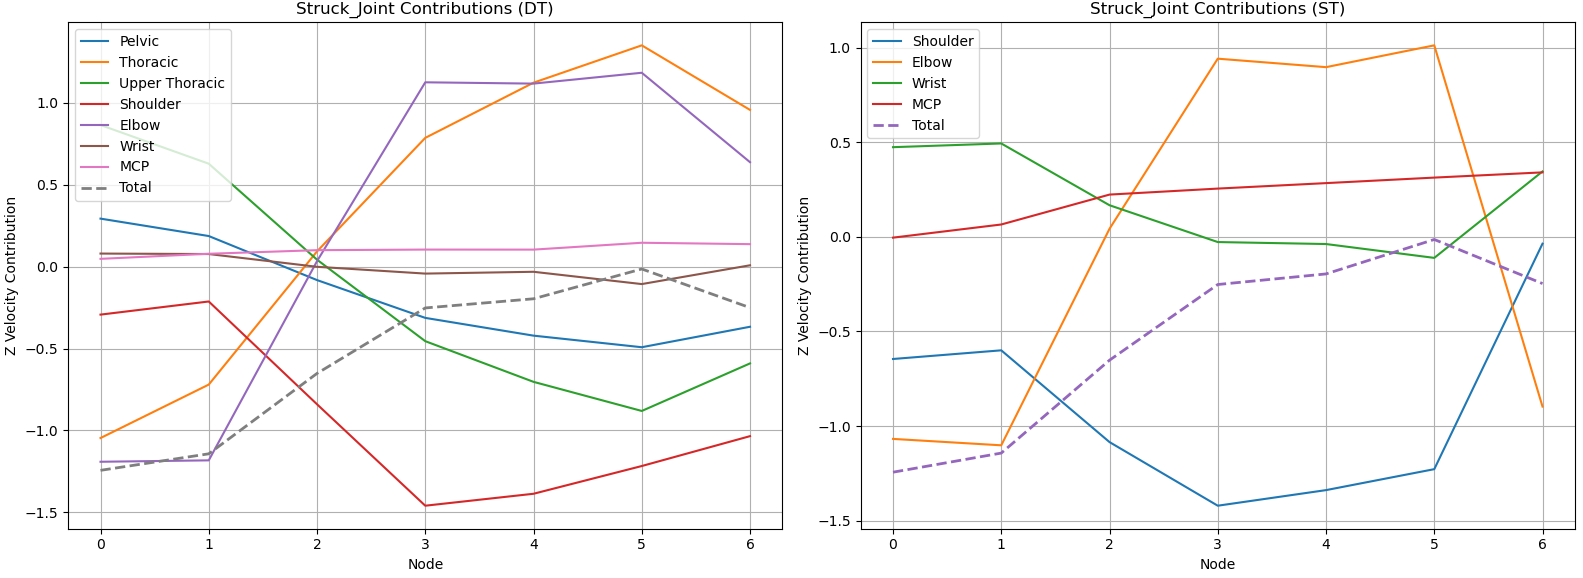 Struck_Joint Contributions (DT)
Pelvic
Thoracic
Upper Thoracic
Shoulder
Elbow
Wrist
MCP
Total
1.0
0.5
0.0
−0.5
−1.0
−1.5
Z Velocity Contribution
0 1 2 3 4 5 6
Node
Struck_Joint Contributions (ST)
Shoulder
Elbow
Wrist
MCP
Total
1.0
0.5
0.0
−0.5
−1.0
−1.5
Z Velocity Contribution
0 1 2 3 4 5 6
Node